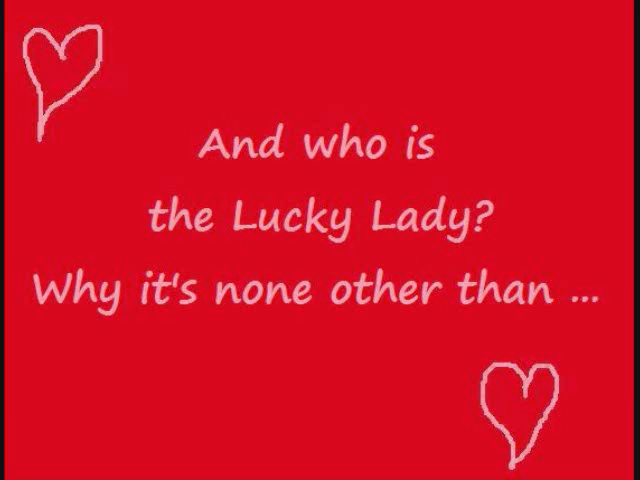 And who is
the Lucky Lady?
Why it's none other than ...